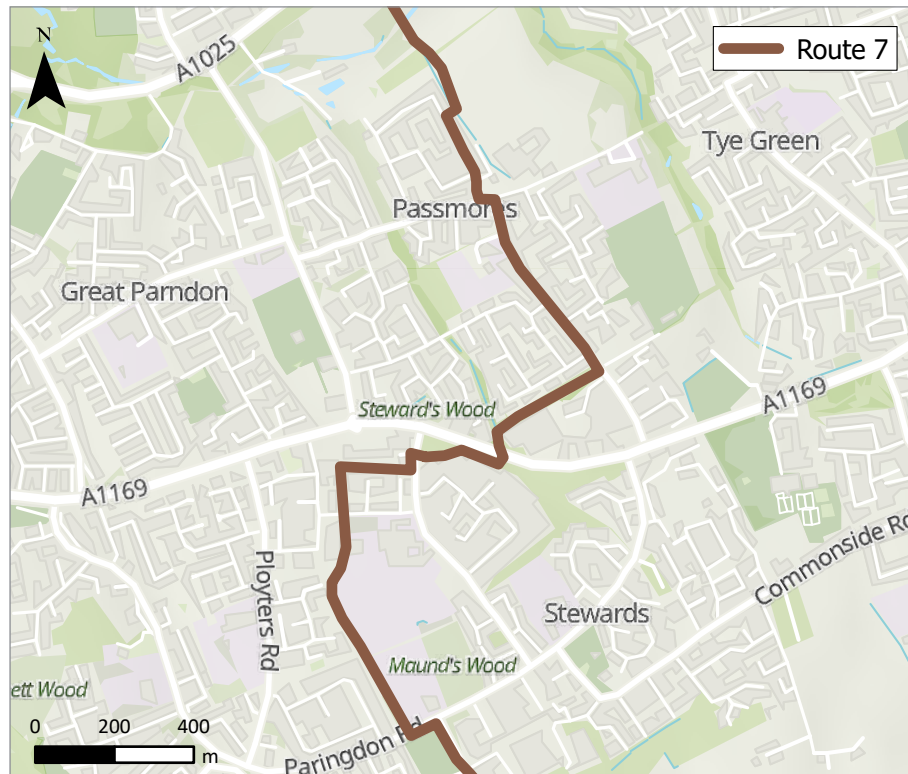 N
A1025
Route 7
Tye Green
Passmores
Great Parndon
Steward's Wood
A1169
A1169
Commonside Rd
Ployters Rd
Stewards
Maund's Wood
ett Wood
Paringdon Rd
0 200 400
m